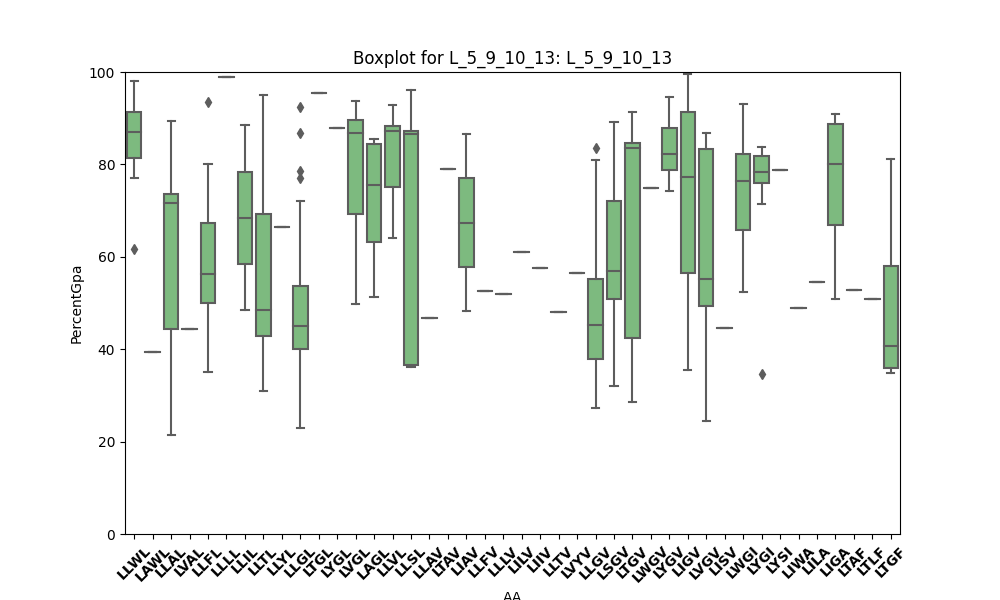 Boxplot for L_5_9_10_13: L_5_9_10_13
PercentGpa
100
80
60
40
20
0
LLWL
LAWL
LLAL
LVAL
LLFL
LLLL
LLIL
LLTL
LLYL
LLGL
LTGL
LYGL
LVGL
LAGL
LLVL
LLSL
LLAV
LTAV
LIAV
LLFV
LLLV
LILV
LIIV
LLTV
LVYV
LLGV
LSGV
LTGV
LWGV
LYGV
LIGV
LVGV
LISV
LWGI
LYGI
LYSI
LIWA
LILA
LIGA
LTAF
LTLF
LTGF
AA